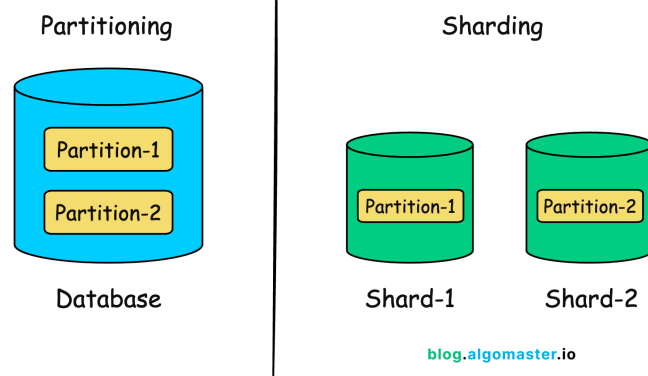 Partitioning
Partition-1
Partition-2
Database
Sharding
Partition-1
Partition-2
Shard-1
Shard-2
blog.algomaster.io